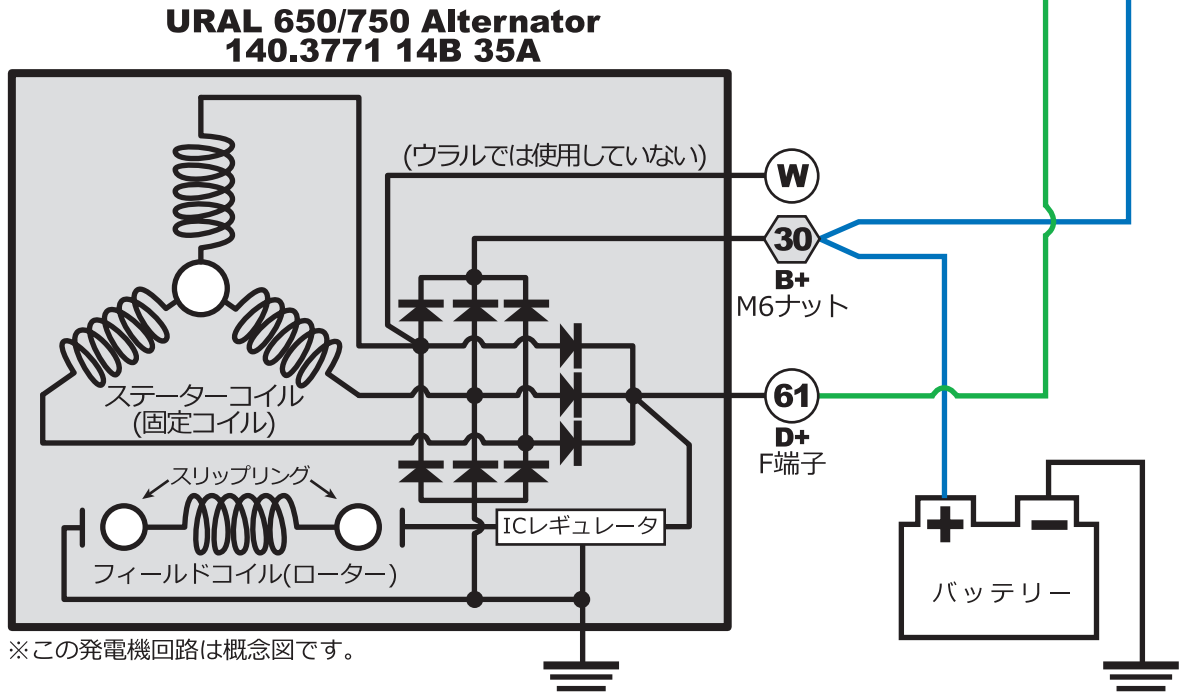 URAL 650/750 Alternator
140.3771 14B 35A
(ウラルでは使用していない)
W
30
B+
M6ナット
ステーターコイル
(固定コイル)
61
D+
F端子
スリップリング
ICレギュレータ
フィールドコイル(ローター)
バッテリー
※この発電機回路は概念図です。